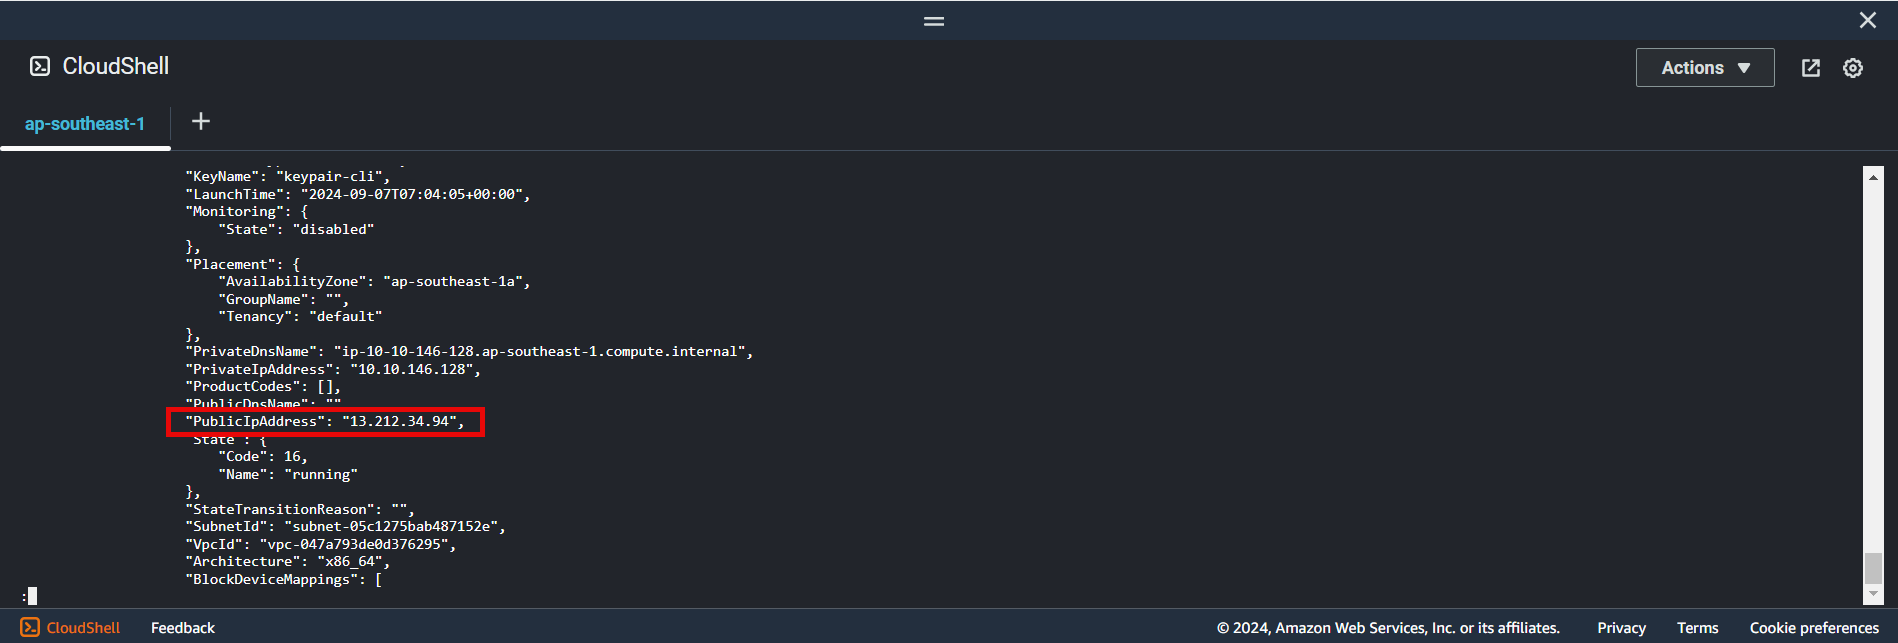 CloudShell
Actions
ap-southeast-1
"KeyName": "keypair-cli",
"LaunchTime": "2024-09-07T07:04:05+00:00",
"Monitoring": {
"State": "disabled"
},
"Placement": {
"AvailabilityZone": "ap-southeast-1a",
"GroupName": "",
"Tenancy": "default"
},
"PrivateDnsName": "ip-10-10-146-128.ap-southeast-1.compute.internal",
"PrivateIpAddress": "10.10.146.128",
"ProductCodes": [],
"PublicDnsName": ""
"PublicIpAddress": "13.212.34.94",
"State": {
"Code": 16,
"Name": "running"
},
"StateTransitionReason": "",
"SubnetId": "subnet-05c1275bab487152e",
"VpcId": "vpc-047a793de0d376295",
"Architecture": "x86_64",
"BlockDeviceMappings": [
:
CloudShell Feedback © 2024, Amazon Web Services, Inc. or its affiliates. Privacy Terms Cookie preferences